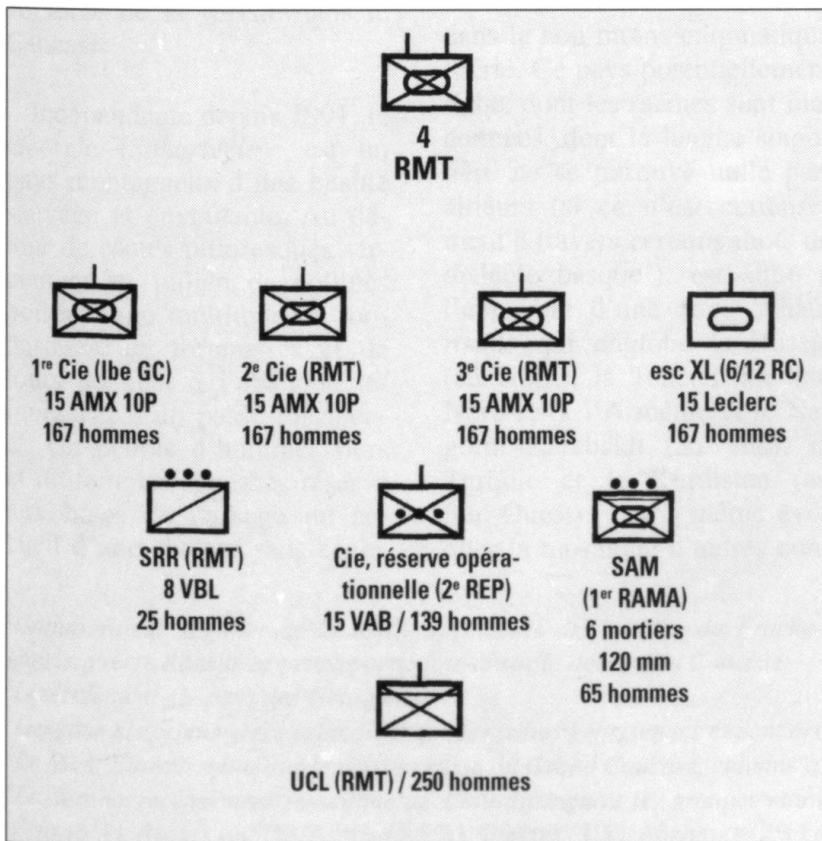 4
RMT
1re Cie (Ibe GC)
15 AMX 10P
167 hommes
2e Cie (RMT)
15 AMX 10P
167 hommes
3e Cie (RMT)
15 AMX 10P
167 hommes
esc XL (6/12 RC)
15 Leclerc
167 hommes
SRR (RMT)
8 VBL
25 hommes
Cie, réserve opéra-
tionnelle (2e REP)
15 VAB / 139 hommes
SAM
(1er RAMA)
6 mortiers
120 mm
65 hommes
UCL (RMT) / 250 hommes